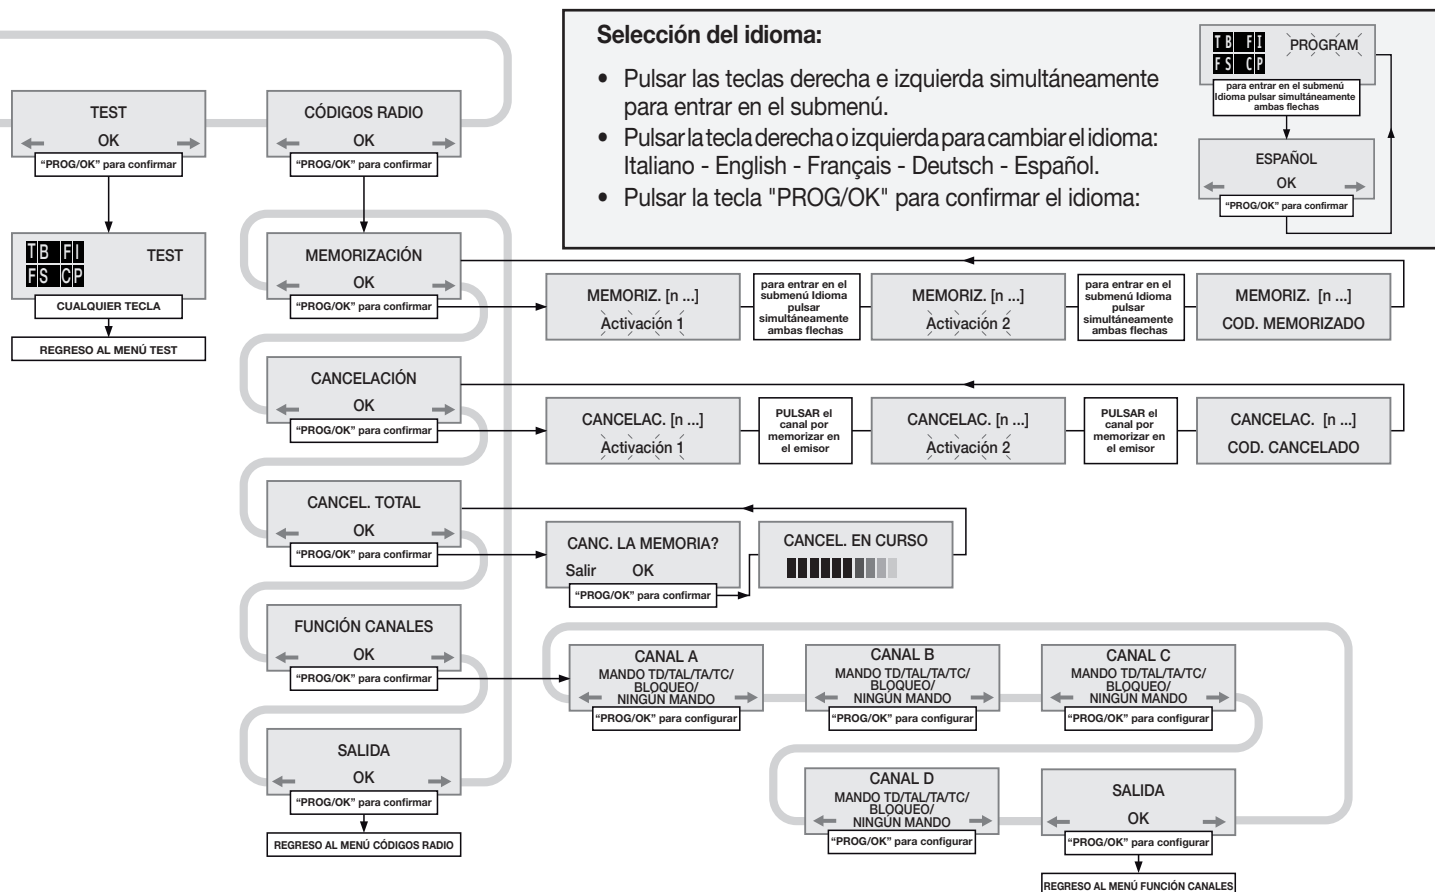 Selección del idioma:
• Pulsar las teclas derecha e izquierda simultáneamente
para entrar en el submenú.
• Pulsar la tecla derecha o izquierda para cambiar el idioma:
Italiano - English - Français - Deutsch - Español.
• Pulsar la tecla "PROG/OK" para confirmar el idioma:
TB FI
FS CP
PROGRAM
para entrar en el submenú
Idioma pulsar simultáneamente
ambas flechas
ESPAÑOL
OK
"PROG/OK" para confirmar
TEST
OK
"PROG/OK" para confirmar
TB FI
FS CP
TEST
CUALQUIER TECLA
REGRESO AL MENÚ TEST
CÓDIGOS RADIO
OK
"PROG/OK" para confirmar
MEMORIZACIÓN
OK
"PROG/OK" para confirmar
MEMORIZ. [n ...]
Activación 1
para entrar en el
submenú Idioma
pulsar
simultáneamente
ambas flechas
MEMORIZ. [n ...]
Activación 2
para entrar en el
submenú Idioma
pulsar
simultáneamente
ambas flechas
MEMORIZ. [n ...]
COD. MEMORIZADO
CANCELACIÓN
OK
"PROG/OK" para confirmar
CANCELAC. [n ...]
Activación 1
PULSAR el
canal por
memorizar en
el emisor
CANCELAC. [n ...]
Activación 2
PULSAR el
canal por
memorizar en
el emisor
CANCELAC. [n ...]
COD. CANCELADO
CANCEL. TOTAL
OK
"PROG/OK" para confirmar
CANC. LA MEMORIA?
Salir OK
"PROG/OK" para confirmar
CANCEL. EN CURSO
FUNCIÓN CANALES
OK
"PROG/OK" para confirmar
CANAL A
MANDO TD/TAL/TA/TC/
BLOQUEO/
NINGÚN MANDO
"PROG/OK" para configurar
CANAL B
MANDO TD/TAL/TA/TC/
BLOQUEO/
NINGÚN MANDO
"PROG/OK" para configurar
CANAL C
MANDO TD/TAL/TA/TC/
BLOQUEO/
NINGÚN MANDO
"PROG/OK" para configurar
CANAL D
MANDO TD/TAL/TA/TC/
BLOQUEO/
NINGÚN MANDO
"PROG/OK" para configurar
SALIDA
OK
"PROG/OK" para configurar
REGRESO AL MENÚ FUNCIÓN CANALES
SALIDA
OK
"PROG/OK" para confirmar
REGRESO AL MENÚ CÓDIGOS RADIO